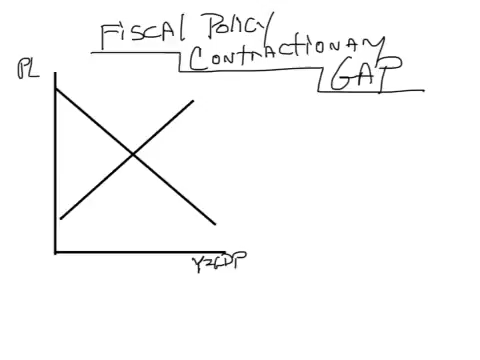 Fiscal Policy
Contractionary
GAP
PL
Y=GDP